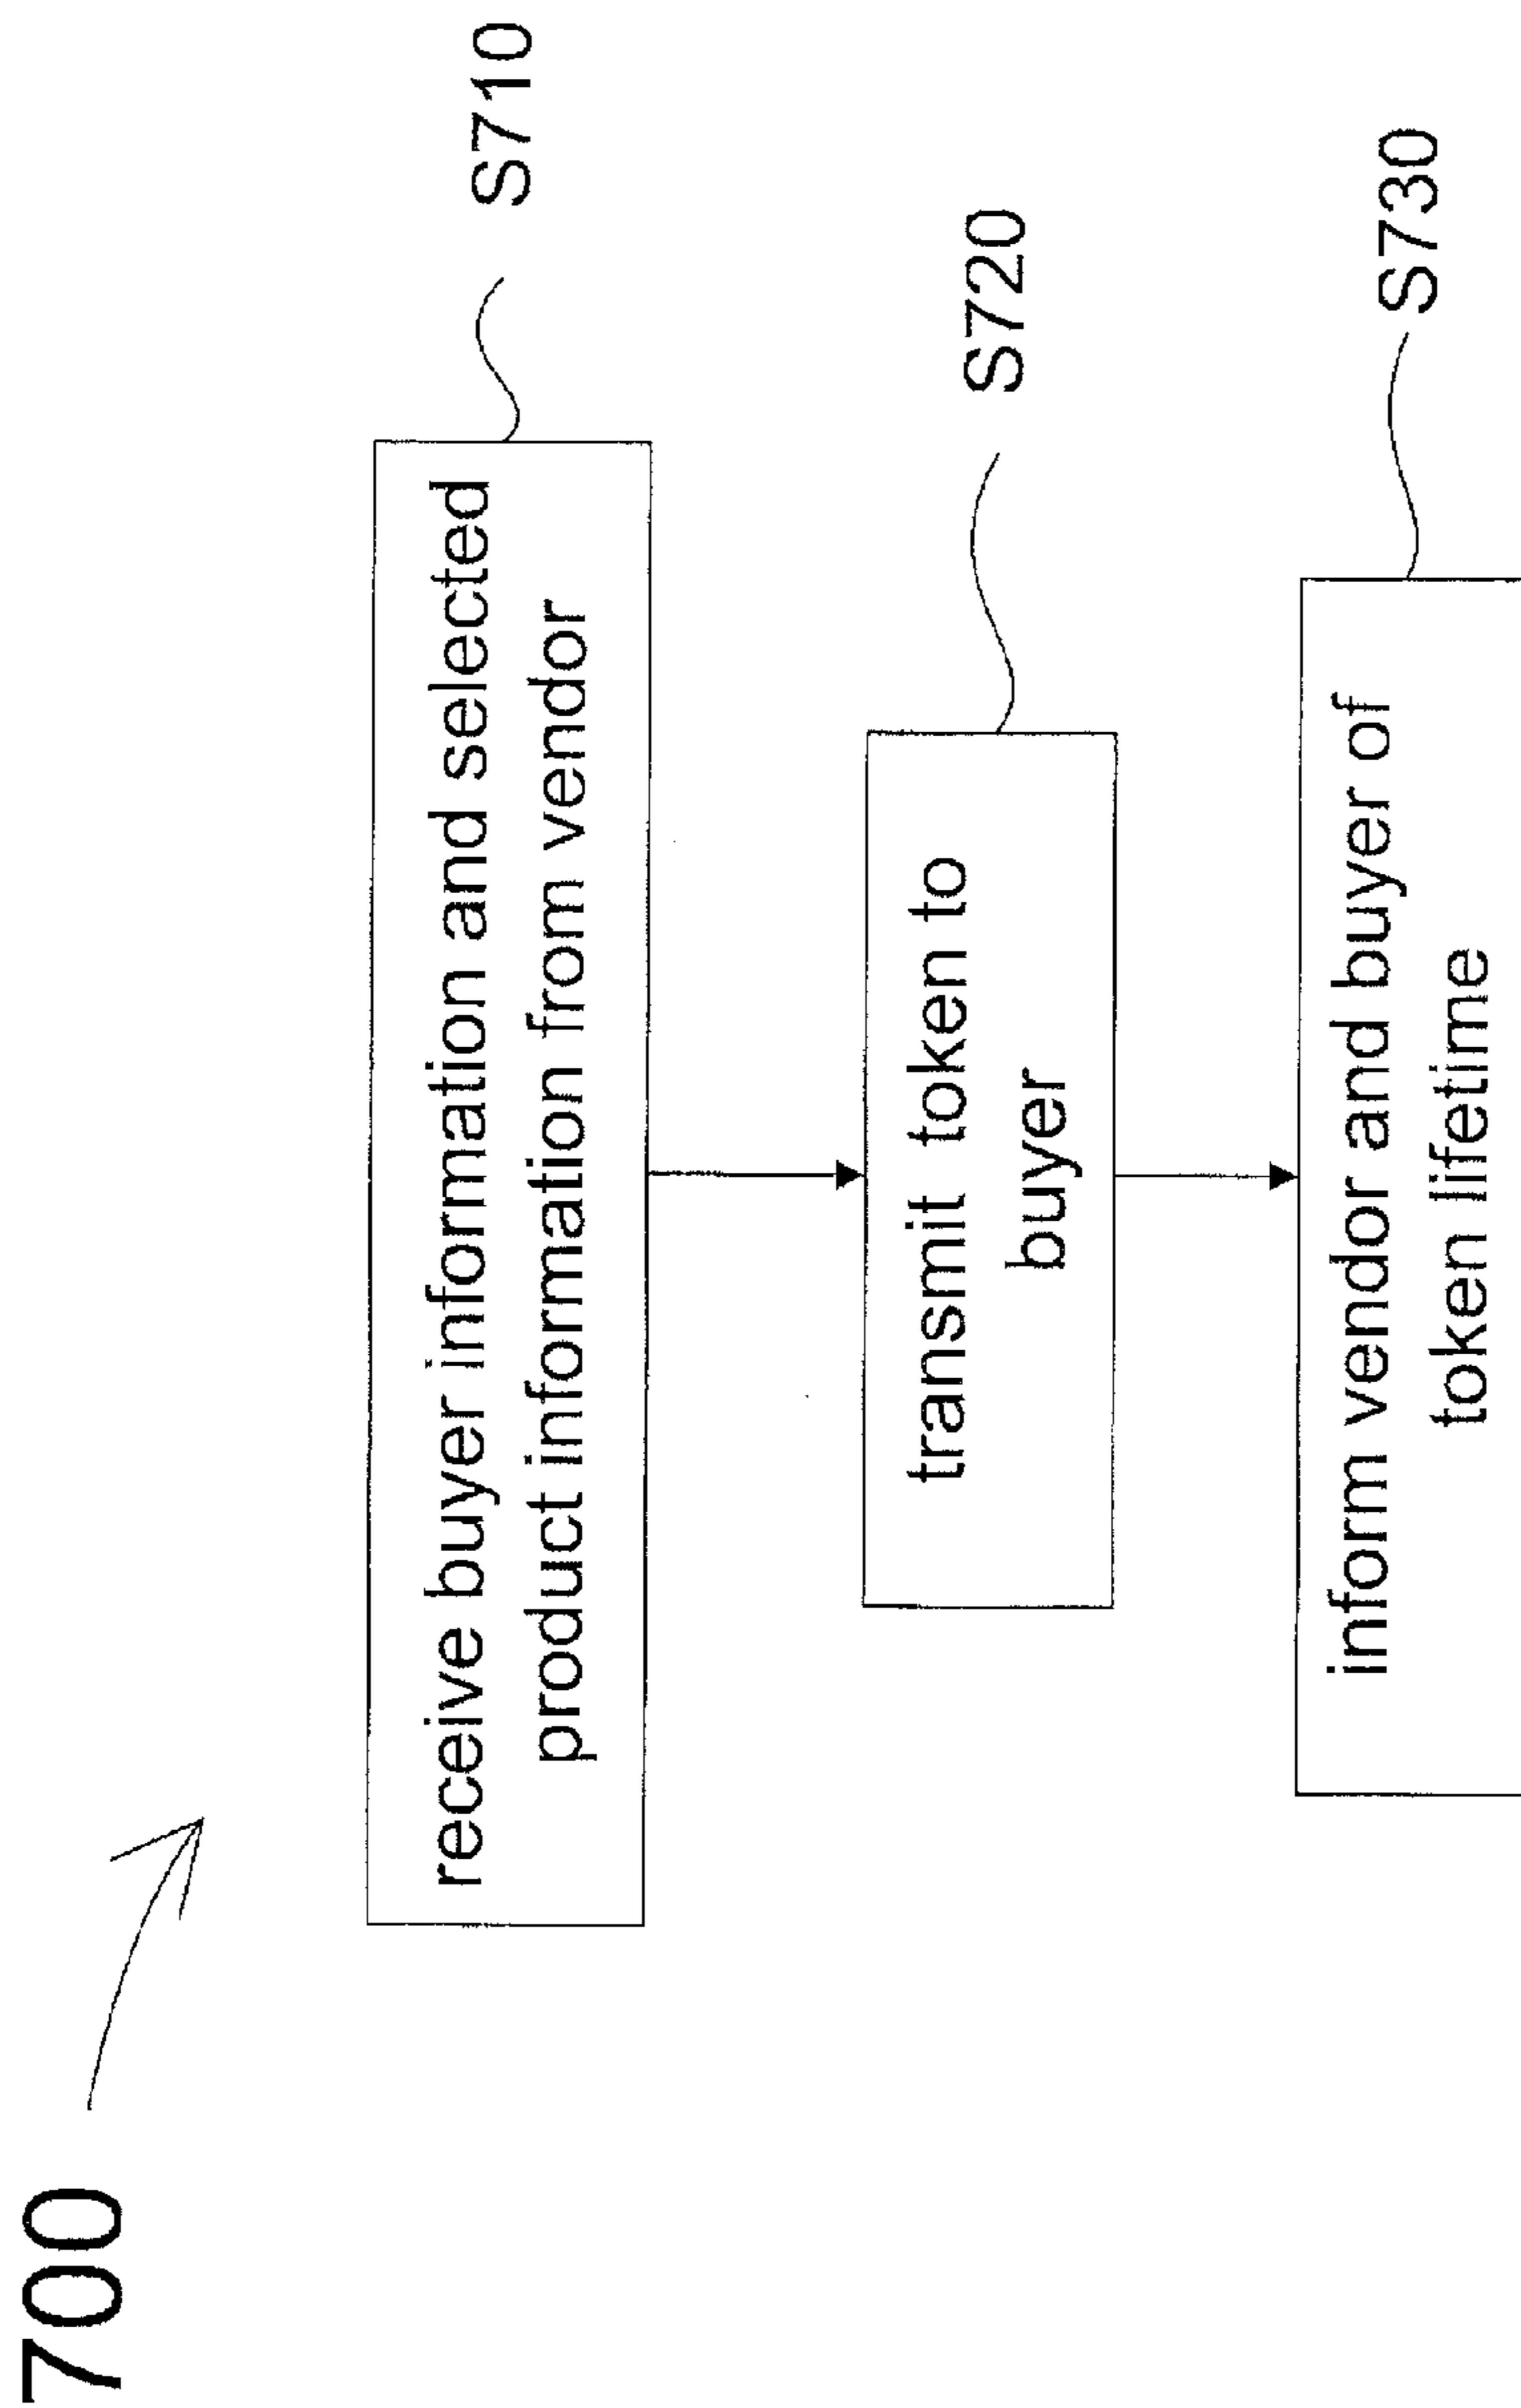 700
receive buyer information and selected
product information from vendor
S710
transmit token to
buyer
S720
inform vendor and buyer of
token lifetime
S730